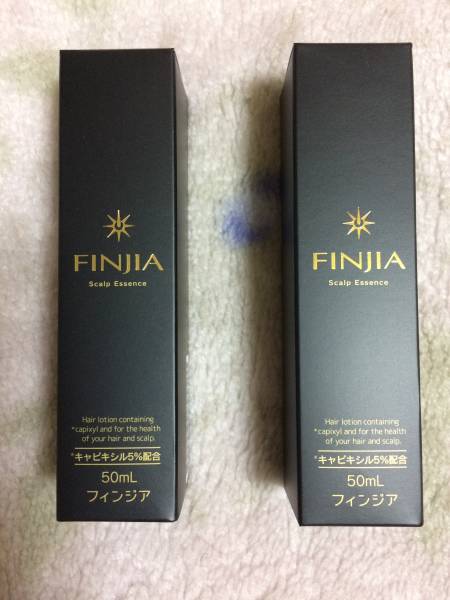 FINJIA
Scalp Essence
Hair lotion containing
*capixyl and for the health
of your hair and scalp.
*キャピキシル5%配合
50mL
フィンジア
FINJIA
Scalp Essence
Hair lotion containing
*capixyl and for the health
of your hair and scalp.
*キャピキシル5%配合
50mL
フィンジア